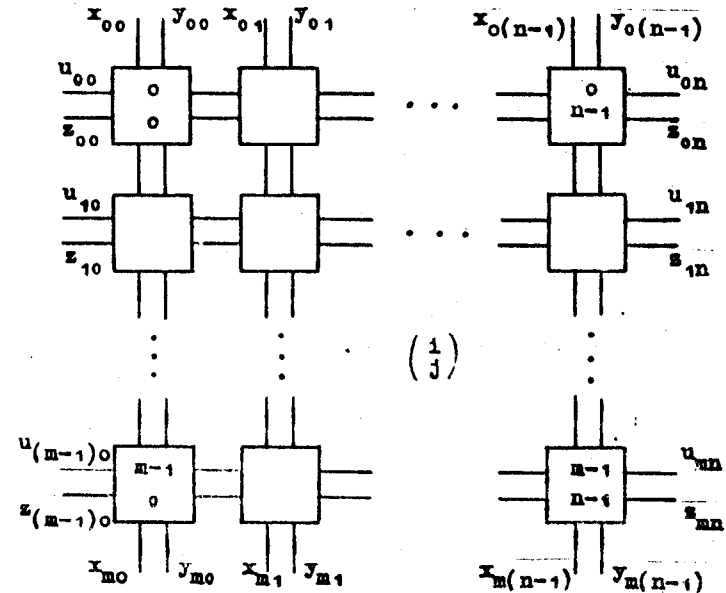 x₀₀ y₀₀ x₀₁ y₀₁ x₀₍ₙ₋₁₎ y₀₍ₙ₋₁₎
u₀₀ 0 0 u₀ₙ
z₀₀ 0 n-1 z₀ₙ
...
u₁₀ u₁ₙ
z₁₀ z₁ₙ
...
(i/j)
u₍ₘ₋₁₎₀ m-1 m-1 uₘₙ
z₍ₘ₋₁₎₀ 0 n-1 zₘₙ
xₘ₀ yₘ₀ xₘ₁ yₘ₁ xₘ₍ₙ₋₁₎ yₘ₍ₙ₋₁₎